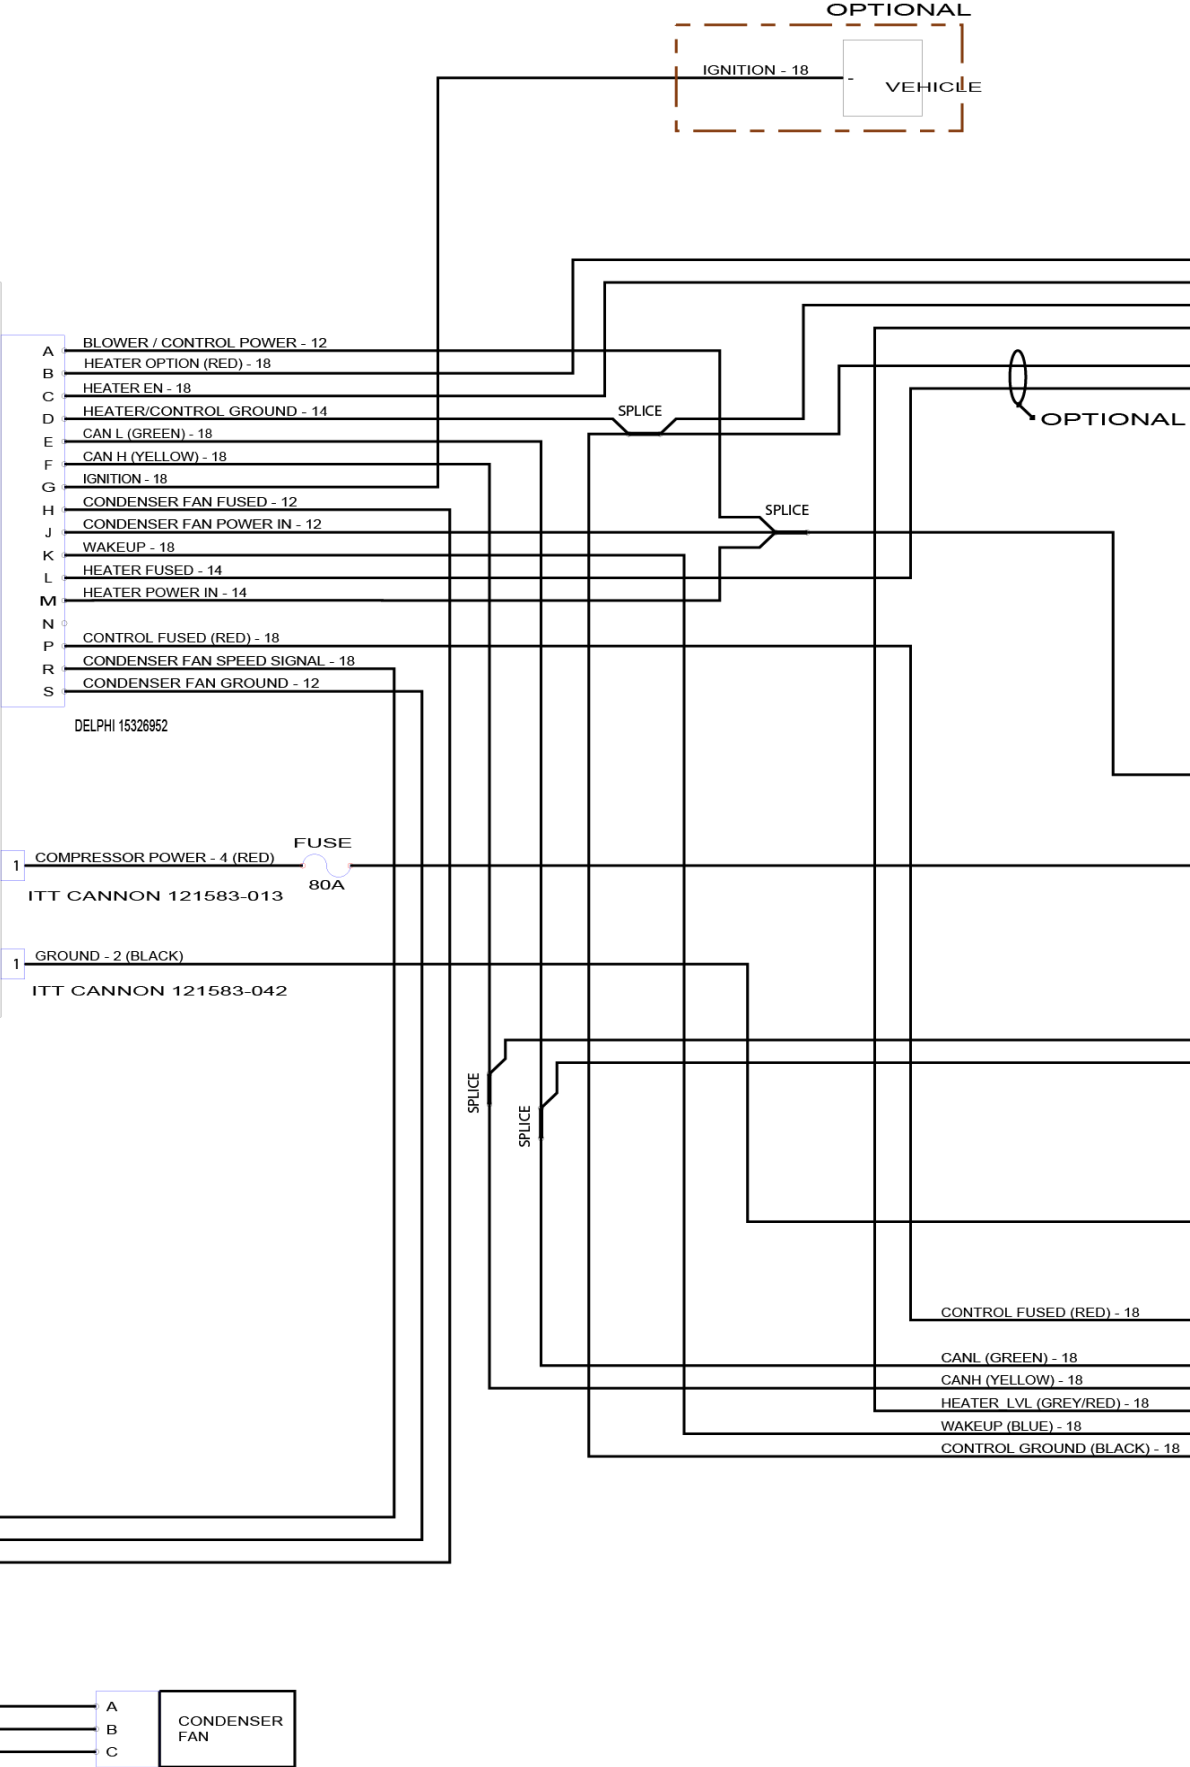 OPTIONAL
IGNITION - 18
-
VEHICLE
A BLOWER / CONTROL POWER - 12
B HEATER OPTION (RED) - 18
C HEATER EN - 18
D HEATER/CONTROL GROUND - 14
SPLICE
OPTIONAL
E CAN L (GREEN) - 18
F CAN H (YELLOW) - 18
G IGNITION - 18
H CONDENSER FAN FUSED - 12
SPLICE
J CONDENSER FAN POWER IN - 12
K WAKEUP - 18
L HEATER FUSED - 14
M HEATER POWER IN - 14
N
P CONTROL FUSED (RED) - 18
R CONDENSER FAN SPEED SIGNAL - 18
S CONDENSER FAN GROUND - 12
DELPHI 15326952
FUSE
1 COMPRESSOR POWER - 4 (RED)
80A
ITT CANNON 121583-013
1 GROUND - 2 (BLACK)
ITT CANNON 121583-042
SPLICE
SPLICE
CONTROL FUSED (RED) - 18
CANL (GREEN) - 18
CANH (YELLOW) - 18
HEATER LVL (GREY/RED) - 18
WAKEUP (BLUE) - 18
CONTROL GROUND (BLACK) - 18
A
B
C
CONDENSER
FAN